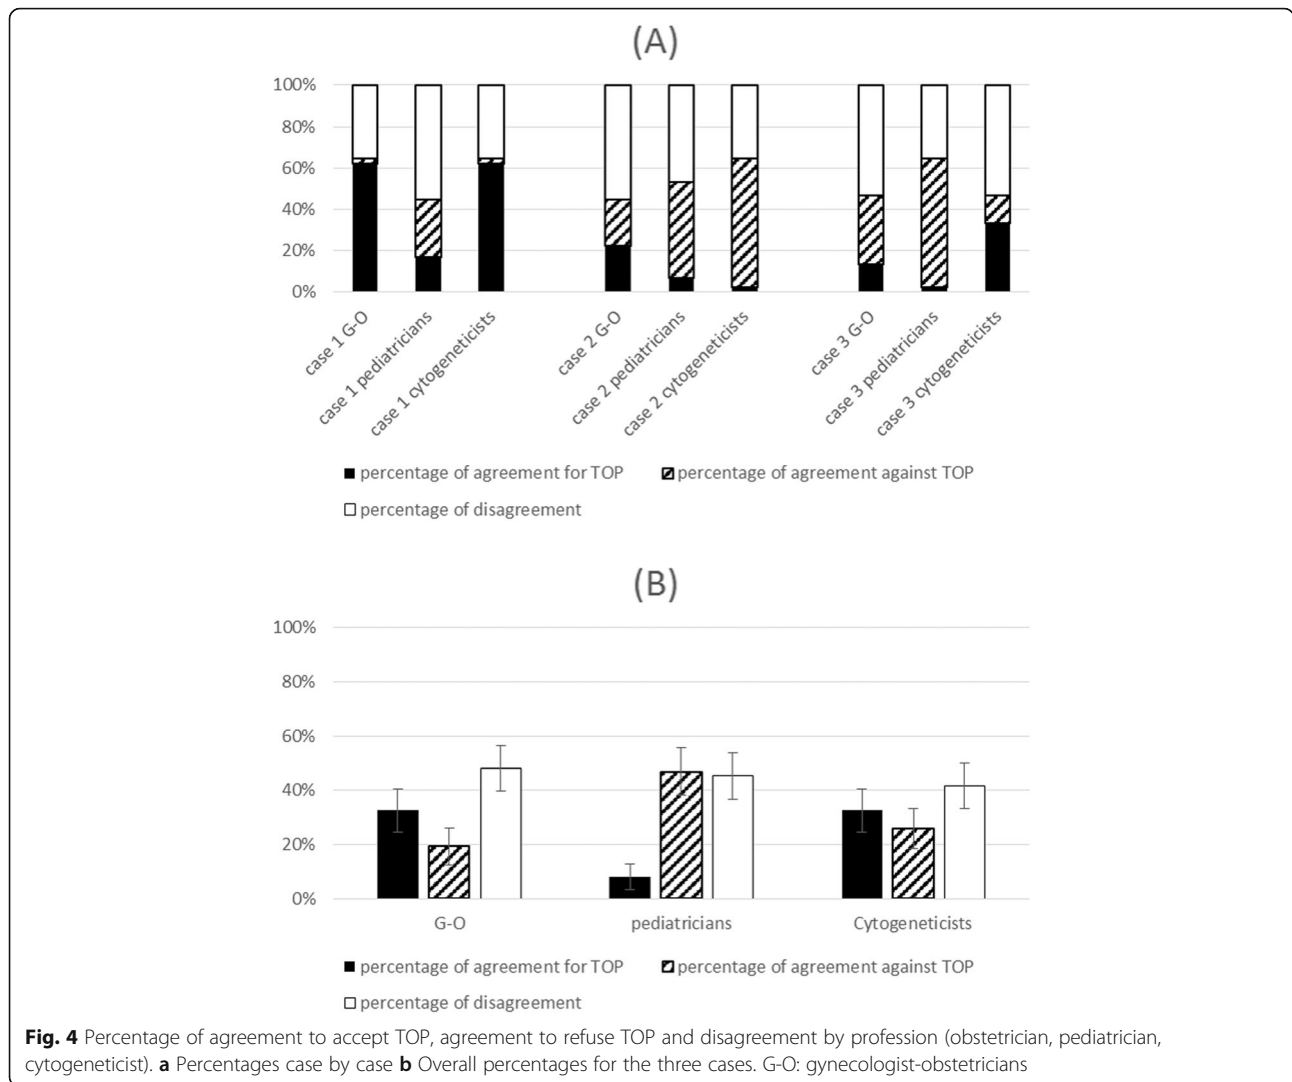 (A)
100%
80%
60%
40%
20%
0%
case 1 G-O
case 1 pediatricians
case 1 cytogeneticists
case 2 G-O
case 2 pediatricians
case 2 cytogeneticists
case 3 G-O
case 3 pediatricians
case 3 cytogeneticists
percentage of agreement for TOP percentage of agreement against TOP
percentage of disagreement
(B)
100%
80%
60%
40%
20%
0%
G-O pediatricians Cytogeneticists
percentage of agreement for TOP percentage of agreement against TOP
percentage of disagreement
Fig. 4 Percentage of agreement to accept TOP, agreement to refuse TOP and disagreement by profession (obstetrician, pediatrician,
cytogeneticist). a Percentages case by case b Overall percentages for the three cases. G-O: gynecologist-obstetricians